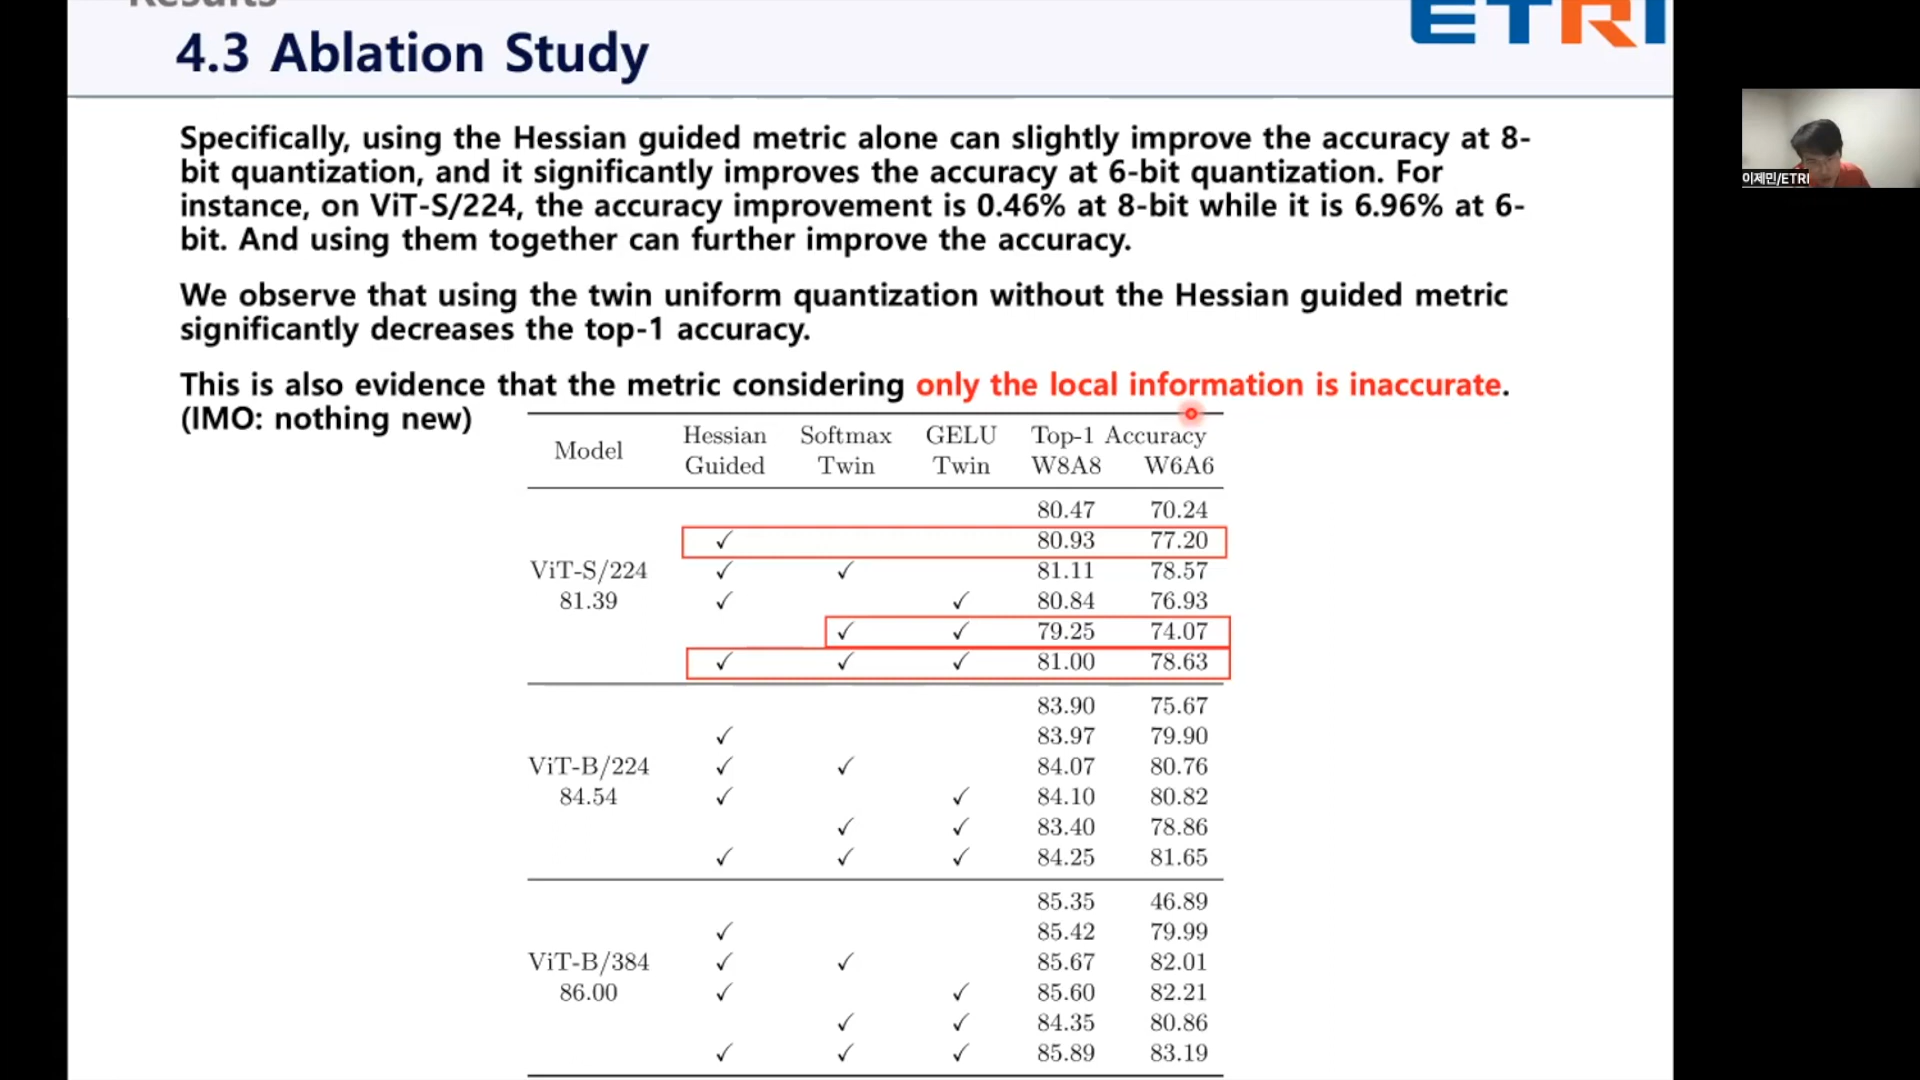 Results
ETRI
4.3 Ablation Study
Specifically, using the Hessian guided metric alone can slightly improve the accuracy at 8-
bit quantization, and it significantly improves the accuracy at 6-bit quantization. For
instance, on ViT-S/224, the accuracy improvement is 0.46% at 8-bit while it is 6.96% at 6-
bit. And using them together can further improve the accuracy.
We observe that using the twin uniform quantization without the Hessian guided metric
significantly decreases the top-1 accuracy.
This is also evidence that the metric considering only the local information is inaccurate.
(IMO: nothing new)
Model Hessian Guided Softmax Twin GELU Twin Top-1 Accuracy W8A8 W6A6
80.47 70.24
✓ 80.93 77.20
ViT-S/224 ✓ ✓ 81.11 78.57
81.39 ✓ ✓ 80.84 76.93
✓ ✓ 79.25 74.07
✓ ✓ ✓ 81.00 78.63
83.90 75.67
✓ 83.97 79.90
ViT-B/224 ✓ ✓ 84.07 80.76
84.54 ✓ ✓ 84.10 80.82
✓ ✓ 83.40 78.86
✓ ✓ ✓ 84.25 81.65
85.35 46.89
✓ 85.42 79.99
ViT-B/384 ✓ ✓ 85.67 82.01
86.00 ✓ ✓ 85.60 82.21
✓ ✓ 84.35 80.86
✓ ✓ ✓ 85.89 83.19
이제민/ETRI